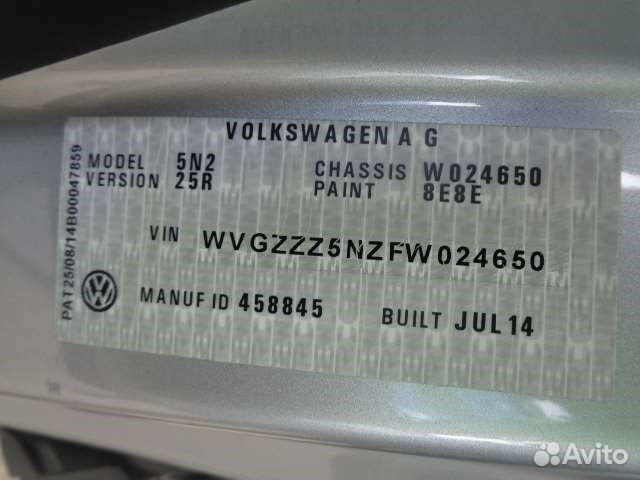 VOLKSWAGEN A G
MODEL 5N2 CHASSIS W024650
VERSION 25R PAINT 8E8E
VIN WVGZZZ5NZFW024650
MANUF ID 458845 BUILT JUL14
PAT25/08/14B00047859
Avito